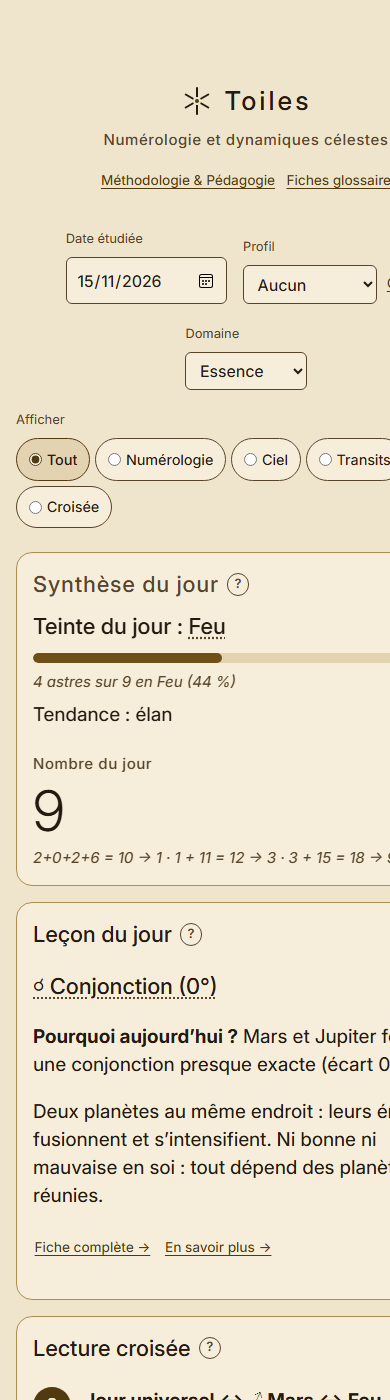 Toiles
Numérologie et dynamiques célestes
Méthodologie & Pédagogie Fiches glossaire
Date étudiée
Profil
15/11/2026
Aucun
Domaine
Essence
Afficher
Tout Numérologie Ciel Transits
Croisée
Synthèse du jour ?
Teinte du jour : Feu
4 astres sur 9 en Feu (44 %)
Tendance : élan
Nombre du jour
9
2+0+2+6 = 10 → 1 · 1 + 11 = 12 → 3 · 3 + 15 = 18 →
Leçon du jour ?
☌ Conjonction (0°)
Pourquoi aujourd’hui ? Mars et Jupiter
une conjonction presque exacte (écart 0
Deux planètes au même endroit : leurs
fusionnent et s’intensifient. Ni bonne ni
mauvaise en soi : tout dépend des
réunies.
Fiche complète → En savoir plus →
Lecture croisée ?